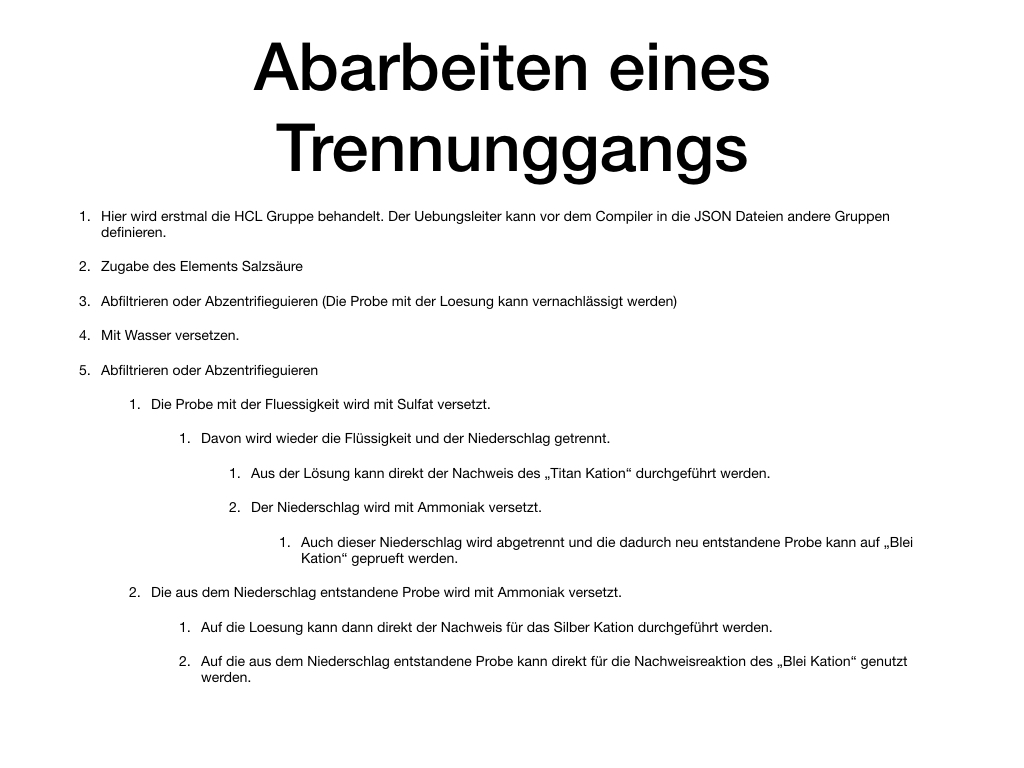 Abarbeiten eines
Trennunggangs
1. Hier wird erstmal die HCL Gruppe behandelt. Der Uebungsleiter kann vor dem Compiler in die JSON Dateien andere Gruppen
definieren.
2. Zugabe des Elements Salzsäure
3. Abfiltrieren oder Abzentrifieguieren (Die Probe mit der Loesung kann vernachlässigt werden)
4. Mit Wasser versetzen.
5. Abfiltrieren oder Abzentrifieguieren
1. Die Probe mit der Fluessigkeit wird mit Sulfat versetzt.
1. Davon wird wieder die Flüssigkeit und der Niederschlag getrennt.
1. Aus der Lösung kann direkt der Nachweis des „Titan Kation“ durchgeführt werden.
2. Der Niederschlag wird mit Ammoniak versetzt.
1. Auch dieser Niederschlag wird abgetrennt und die dadurch neu entstandene Probe kann auf „Blei
Kation“ geprueft werden.
2. Die aus dem Niederschlag entstandene Probe wird mit Ammoniak versetzt.
1. Auf die Loesung kann dann direkt der Nachweis für das Silber Kation durchgeführt werden.
2. Auf die aus dem Niederschlag entstandene Probe kann direkt für die Nachweisreaktion des „Blei Kation“ genutzt
werden.